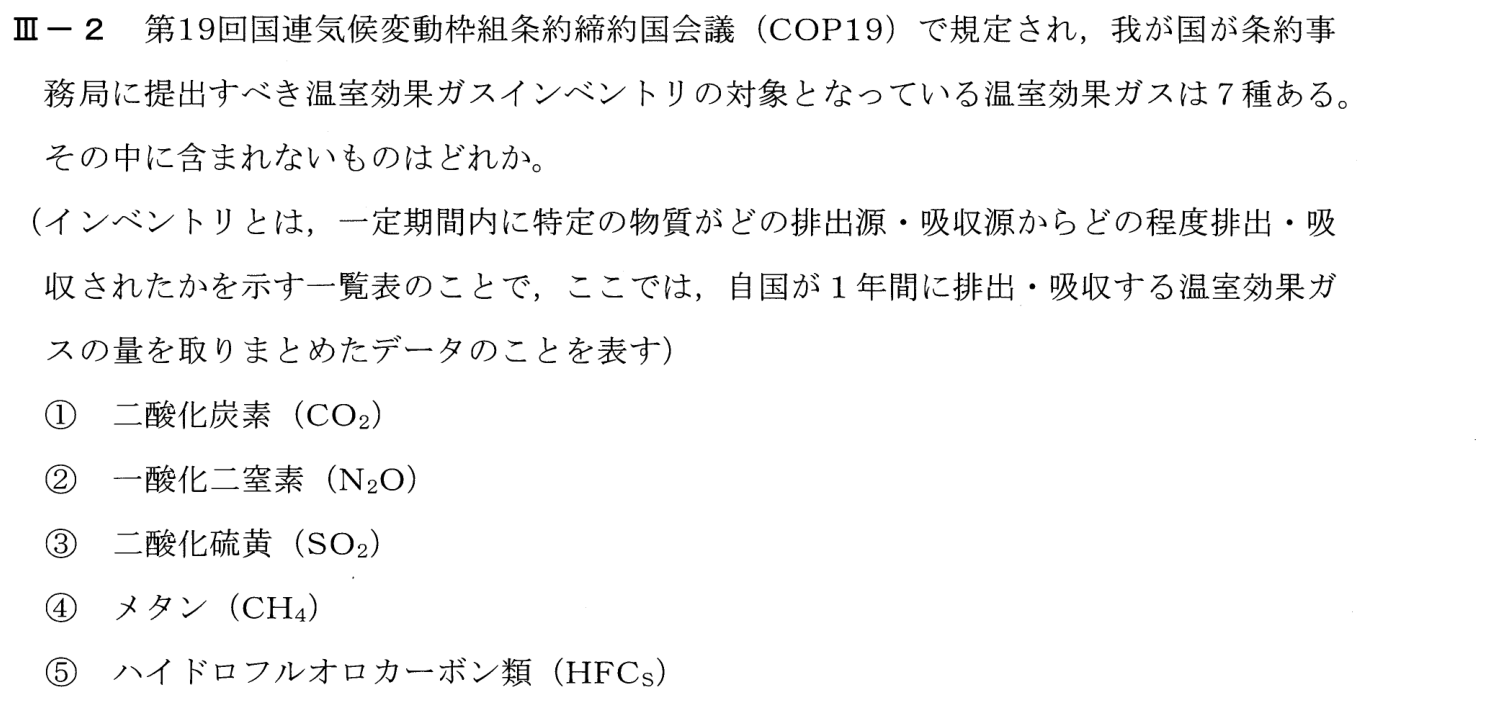 Ⅲ－2　第19回国連気候変動枠組条約締約国会議（COP19）で規定され，我が国が条約事
務局に提出すべき温室効果ガスインベントリの対象となっている温室効果ガスは7種ある。
その中に含まれないものはどれか。
（インベントリとは，一定期間内に特定の物質がどの排出源・吸収源からどの程度排出・吸
収されたかを示す一覧表のことで，ここでは，自国が1年間に排出・吸収する温室効果ガ
スの量を取りまとめたデータのことを表す）
①　二酸化炭素（CO₂）
②　一酸化二窒素（N₂O）
③　二酸化硫黄（SO₂）
④　メタン（CH₄）
⑤　ハイドロフルオロカーボン類（HFCs）